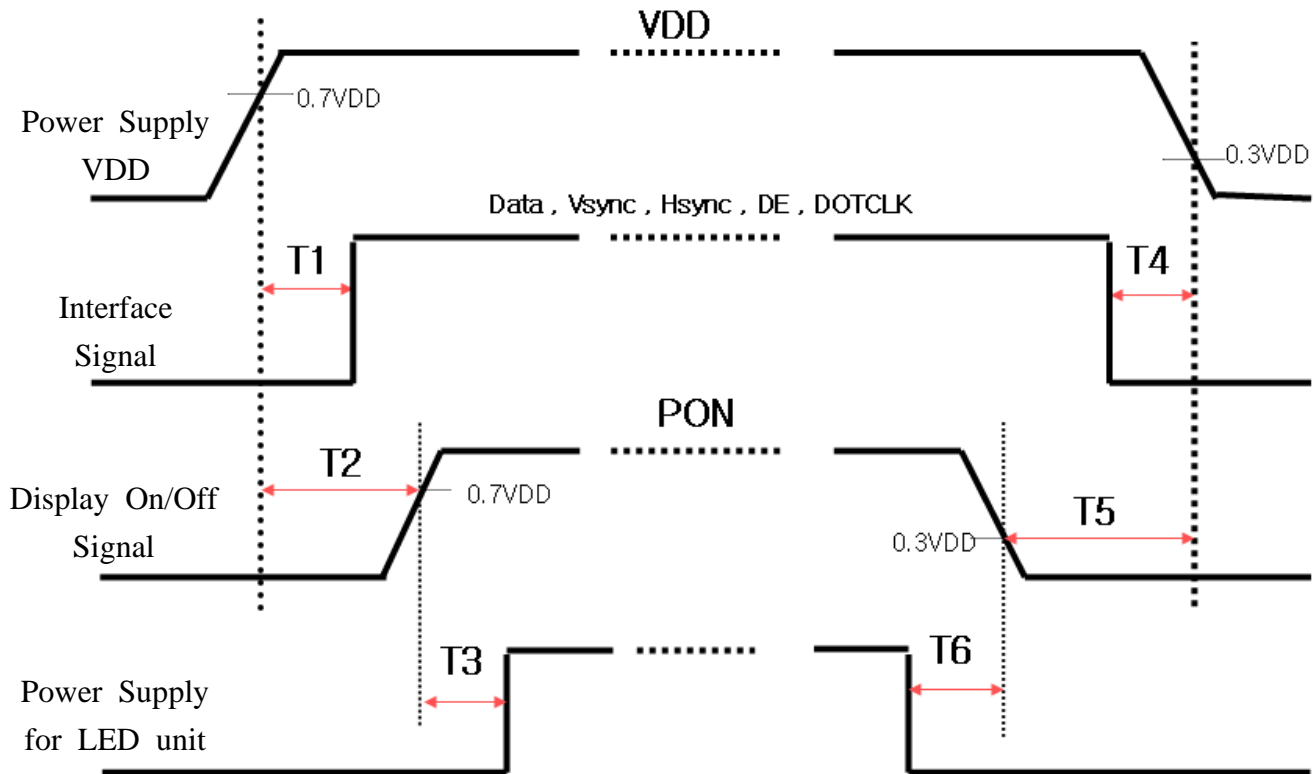 VDD
0.7VDD
Power Supply
VDD
0.3VDD
Data , Vsync , Hsync , DE , DOTCLK
T1
T4
Interface
Signal
PON
T2
0.7VDD
Display On/Off
Signal
T5
0.3VDD
T3
T6
Power Supply
for LED unit